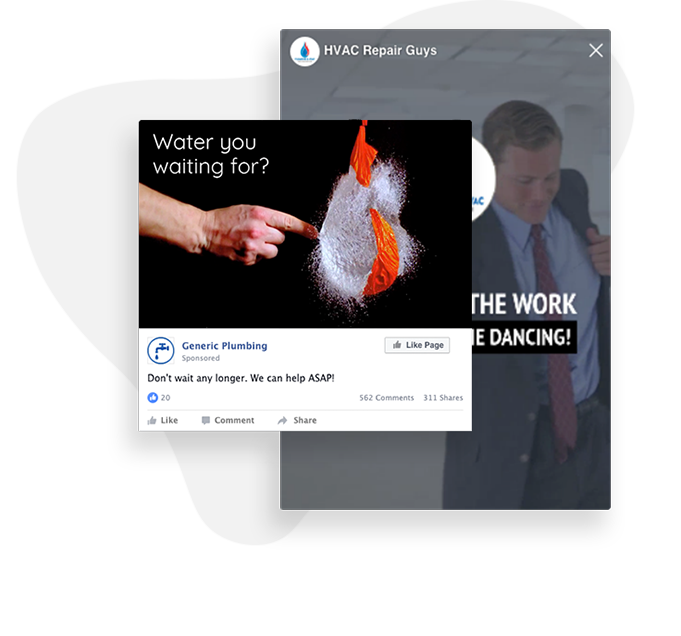 HVAC Repair Guys
Water you
waiting for?
VAC
THE WORK
E DANCING!
Generic Plumbing
Sponsored
Like Page
Don't wait any longer. We can help ASAP!
20
562 Comments 311 Shares
Like Comment Share